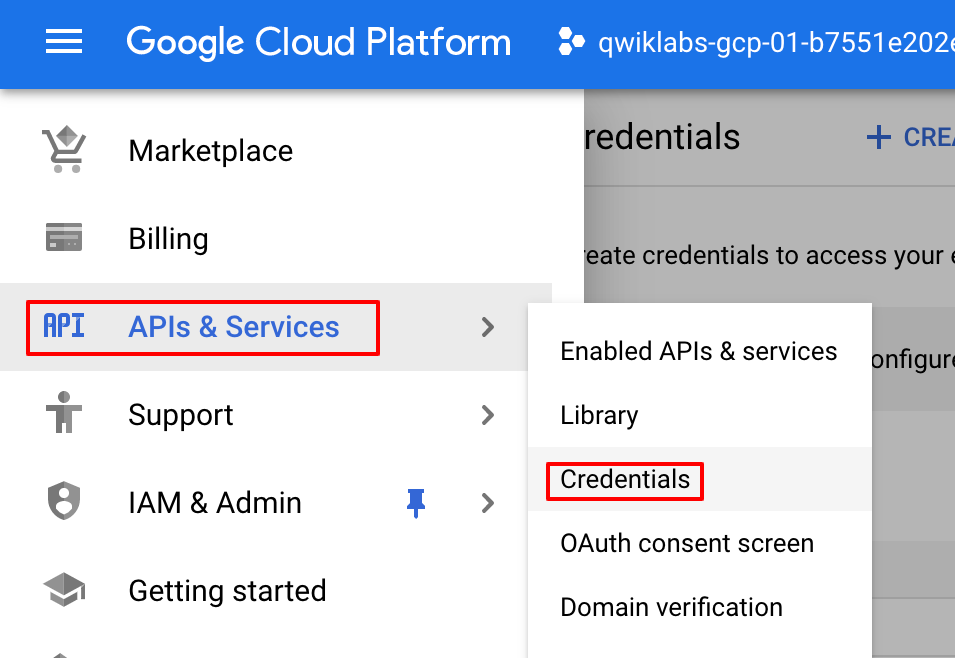 Google Cloud Platform
qwiklabs-gcp-01-b7551e202
Marketplace
Billing
API APIs & Services
Support
IAM & Admin
Getting started
Enabled APIs & services
Library
Credentials
OAuth consent screen
Domain verification
redentials
+ CREA
reate credentials to access your e
onfigure